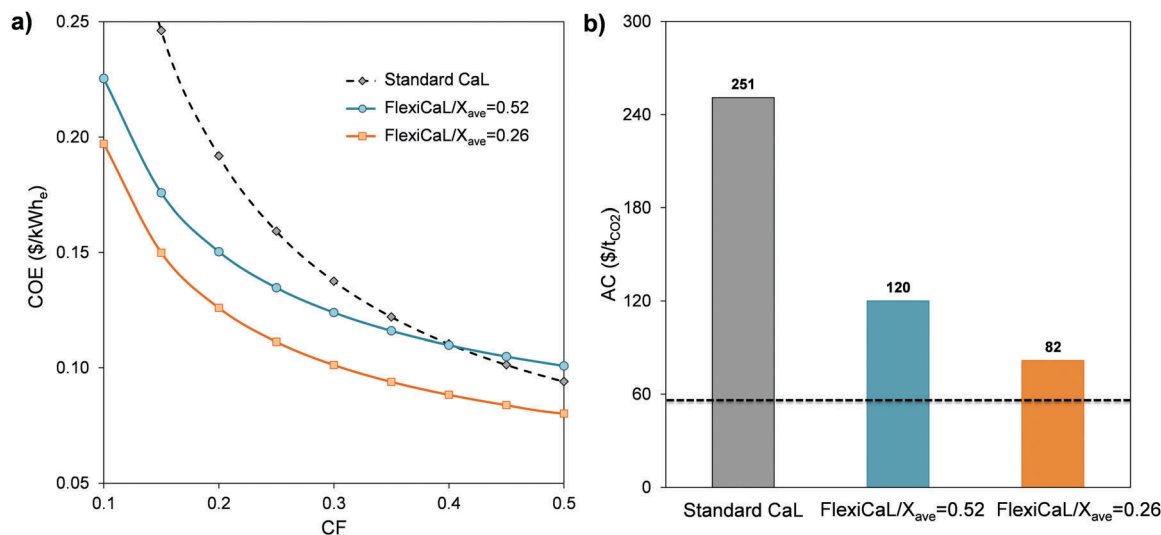 a)
0.25
0.20
0.15
0.10
0.05
COE ($/kWhe)
0.1 0.2 0.3 0.4 0.5
CF
Standard CaL
FlexiCaL/Xave=0.52
FlexiCaL/Xave=0.26
b)
300
240
180
120
60
0
AC ($/tCO2)
251
120
82
Standard CaL FlexiCaL/Xave=0.52 FlexiCaL/Xave=0.26